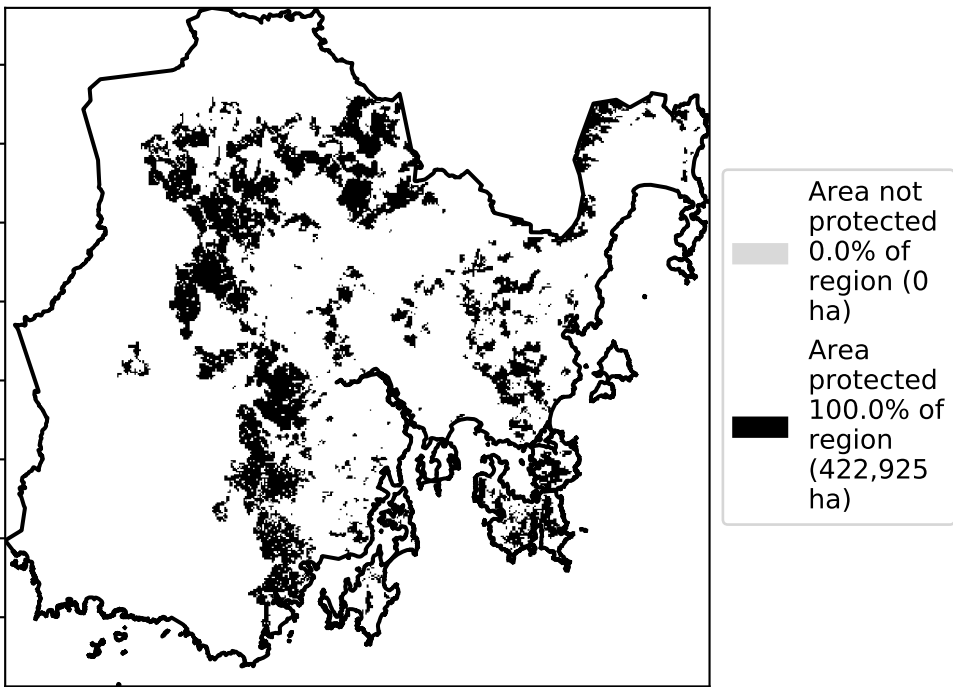 Area not
protected
0.0% of
region (0
ha)
Area
protected
100.0% of
region
(422,925
ha)